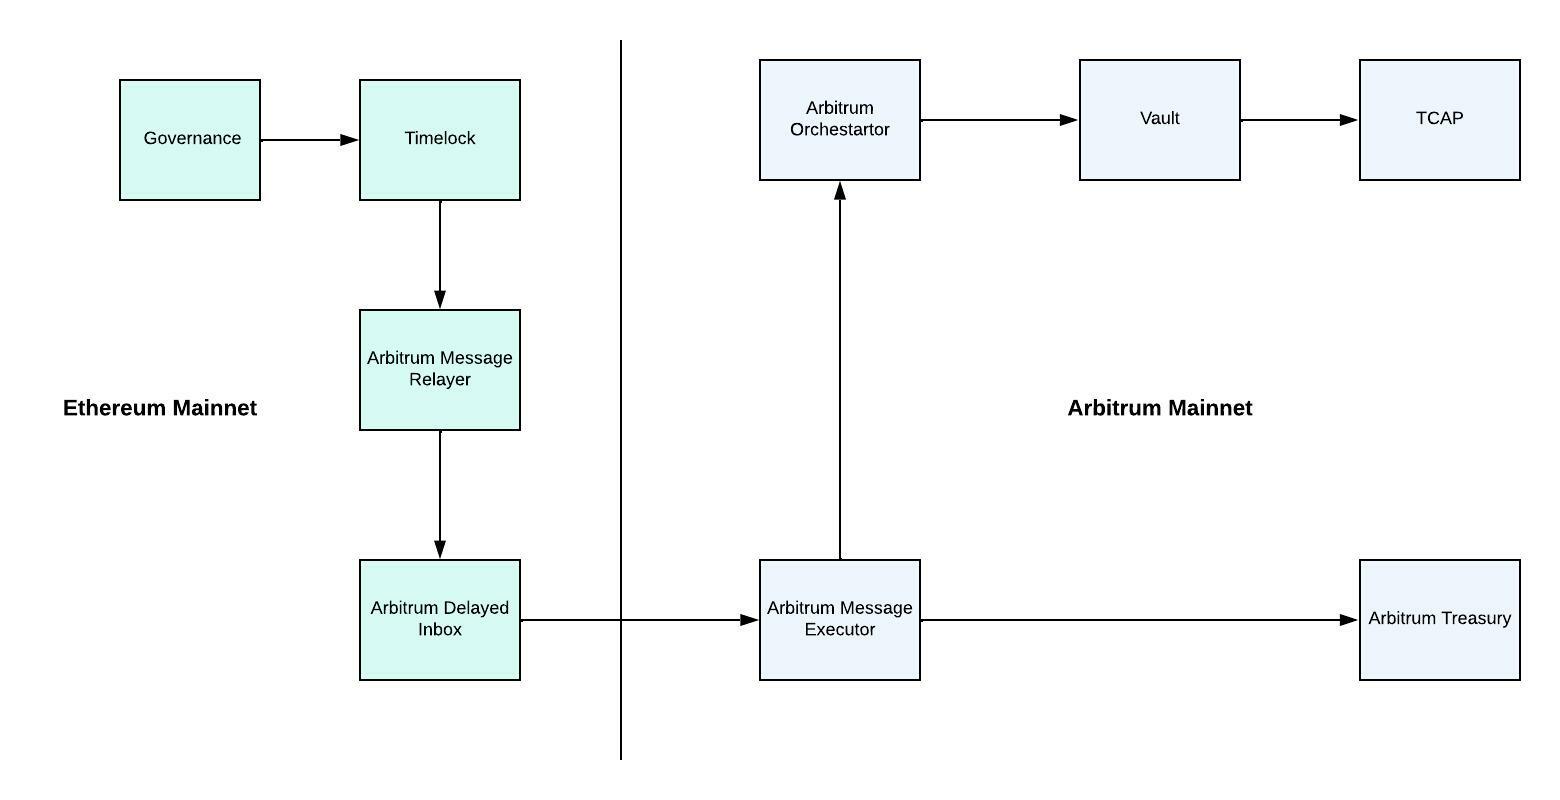 Governance
Timelock
Arbitrum Message
Relayer
Ethereum Mainnet
Arbitrum Delayed
Inbox
Arbitrum
Orchestartor
Vault
TCAP
Arbitrum Mainnet
Arbitrum Message
Executor
Arbitrum Treasury